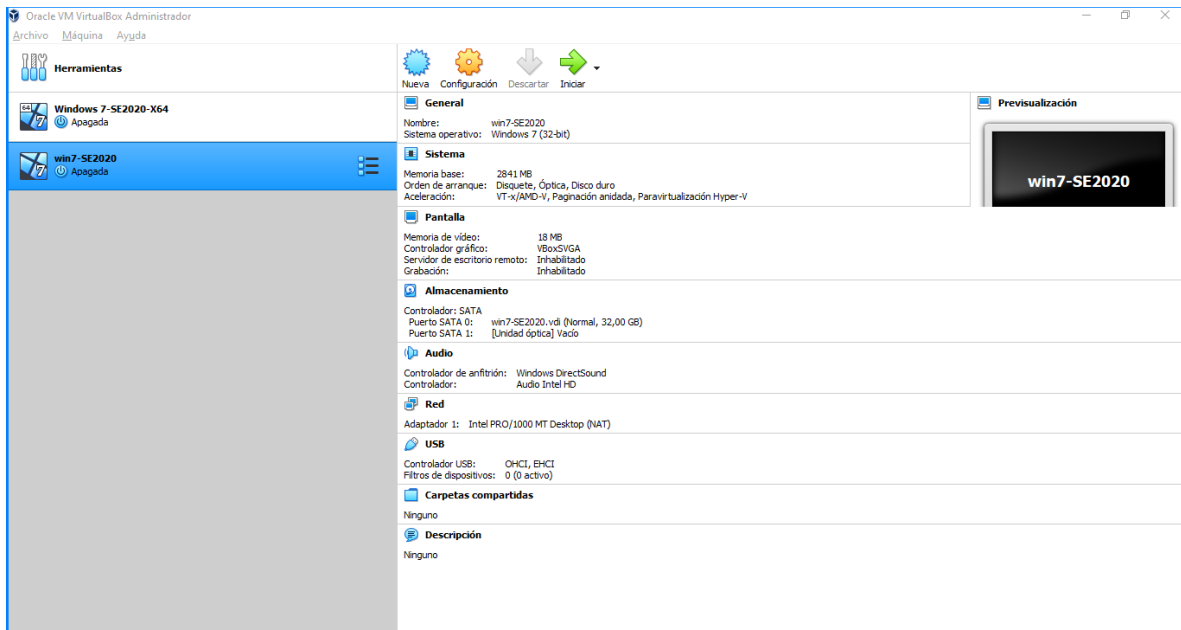 Oracle VM VirtualBox Administrador
Archivo Máquina Ayuda
Herramientas
Nueva Configuración Descartar Iniciar
64
7
Windows 7-SE2020-X64
Apagada
7
win7-SE2020
Apagada
General
Nombre: win7-SE2020
Sistema operativo: Windows 7 (32-bit)
Previsualización
win7-SE2020
Sistema
Memoria base: 2841 MB
Orden de arranque: Disquete, Óptica, Disco duro
Aceleración: VT-x/AMD-V, Paginación anidada, Paravirtualización Hyper-V
Pantalla
Memoria de vídeo: 18 MB
Controlador gráfico: VBoxSVGA
Servidor de escritorio remoto: Inhabilitado
Grabación: Inhabilitado
Almacenamiento
Controlador: SATA
Puerto SATA 0: win7-SE2020.vdi (Normal, 32,00 GB)
Puerto SATA 1: [Unidad óptica] Vacío
Audio
Controlador de anfitrión: Windows DirectSound
Controlador: Audio Intel HD
Red
Adaptador 1: Intel PRO/1000 MT Desktop (NAT)
USB
Controlador USB: OHCI, EHCI
Filtros de dispositivos: 0 (0 activo)
Carpetas compartidas
Ninguno
Descripción
Ninguno